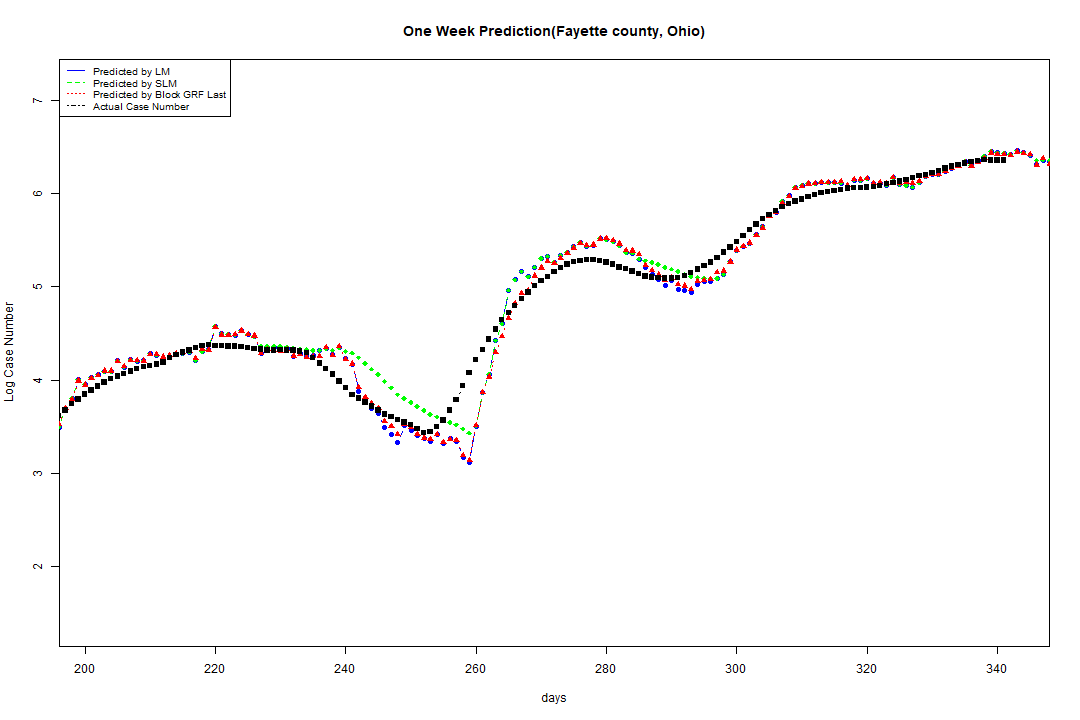 One Week Prediction(Fayette county, Ohio)
Predicted by LM
Predicted by SLM
Predicted by Block GRF Last
Actual Case Number
7
6
5
4
3
2
Log Case Number
200 220 240 260 280 300 320 340
days